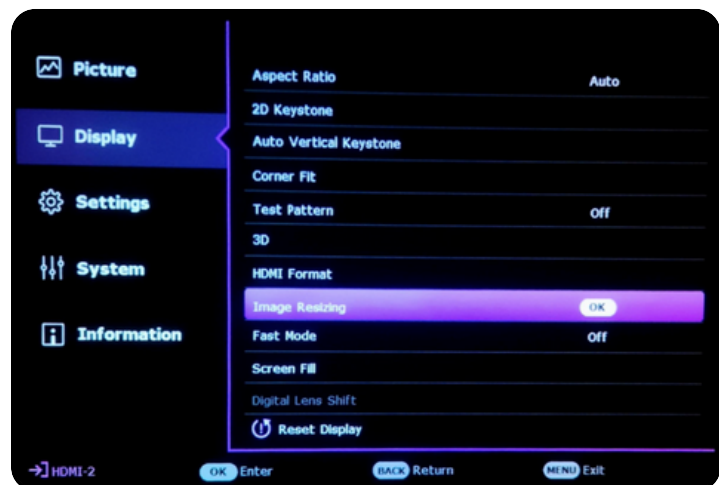 Picture
Display
Settings
System
Information
Aspect Ratio Auto
2D Keystone
Auto Vertical Keystone
Corner Fit
Test Pattern Off
3D
HDMI Format
Image Resizing OK
Fast Mode Off
Screen Fill
Digital Lens Shift
Reset Display
HDMI-2 OK Enter BACK Return MENU Exit